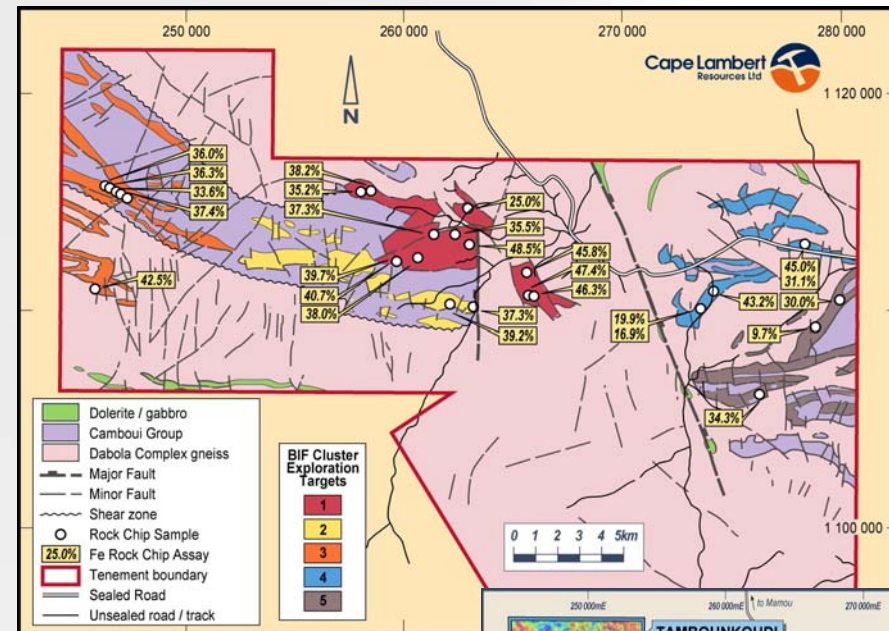 250 000
260 000
270 000
280 000
Cape Lambert
Resources Ltd
1 120 000
N
36.0%
36.3%
33.6%
37.4%
38.2%
35.2%
37.3%
25.0%
35.5%
48.5%
42.5%
39.7%
40.7%
38.0%
45.8%
47.4%
46.3%
37.3%
39.2%
19.9%
16.9%
45.0%
31.1%
43.2%
30.0%
9.7%
34.3%
Dolerite / gabbro
Camboui Group
Dabola Complex gneiss
Major Fault
Minor Fault
Shear zone
Rock Chip Sample
25.0% Fe Rock Chip Assay
Tenement boundary
Sealed Road
Unsealed road / track
BIF Cluster
Exploration
Targets
1
2
3
4
5
0 1 2 3 4 5km
1 100 000
250 000mE
260 000mE
to Mamou
270 000mE
TAMBOUNKOUDI